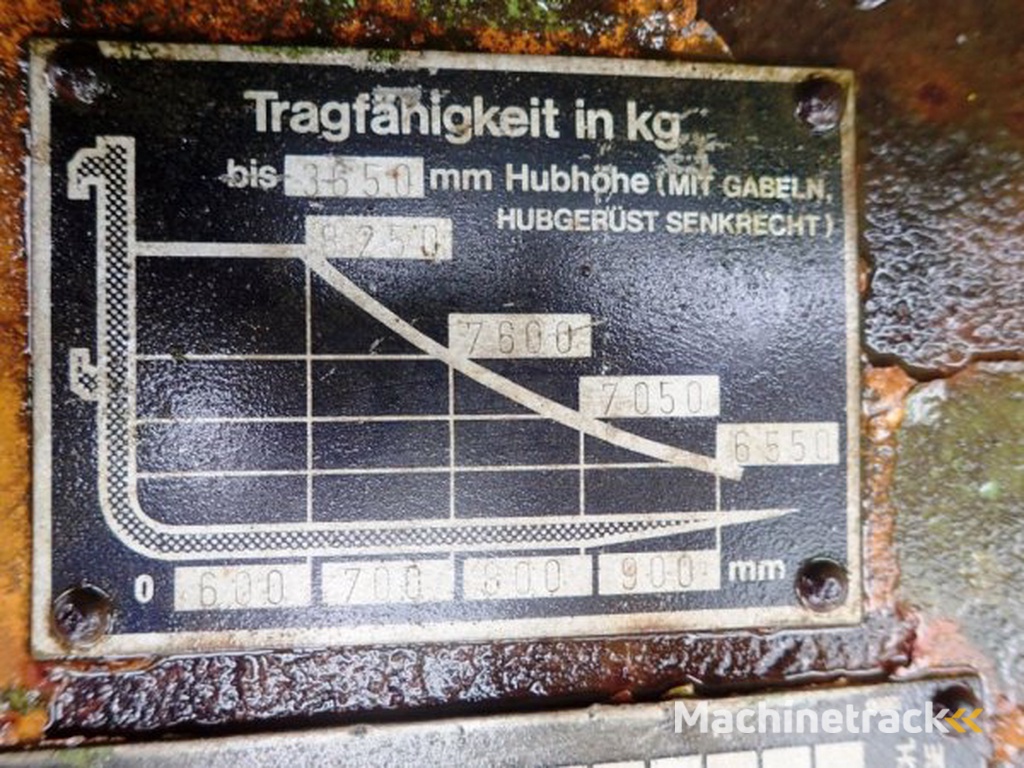 Tragfähigkeit in kg
bis 3650 mm Hubhöhe (MIT GABELN,
HUBGERÜST SENKRECHT)
8250
7600
7050
6550
0 600 700 800 900 mm
Machinetrack